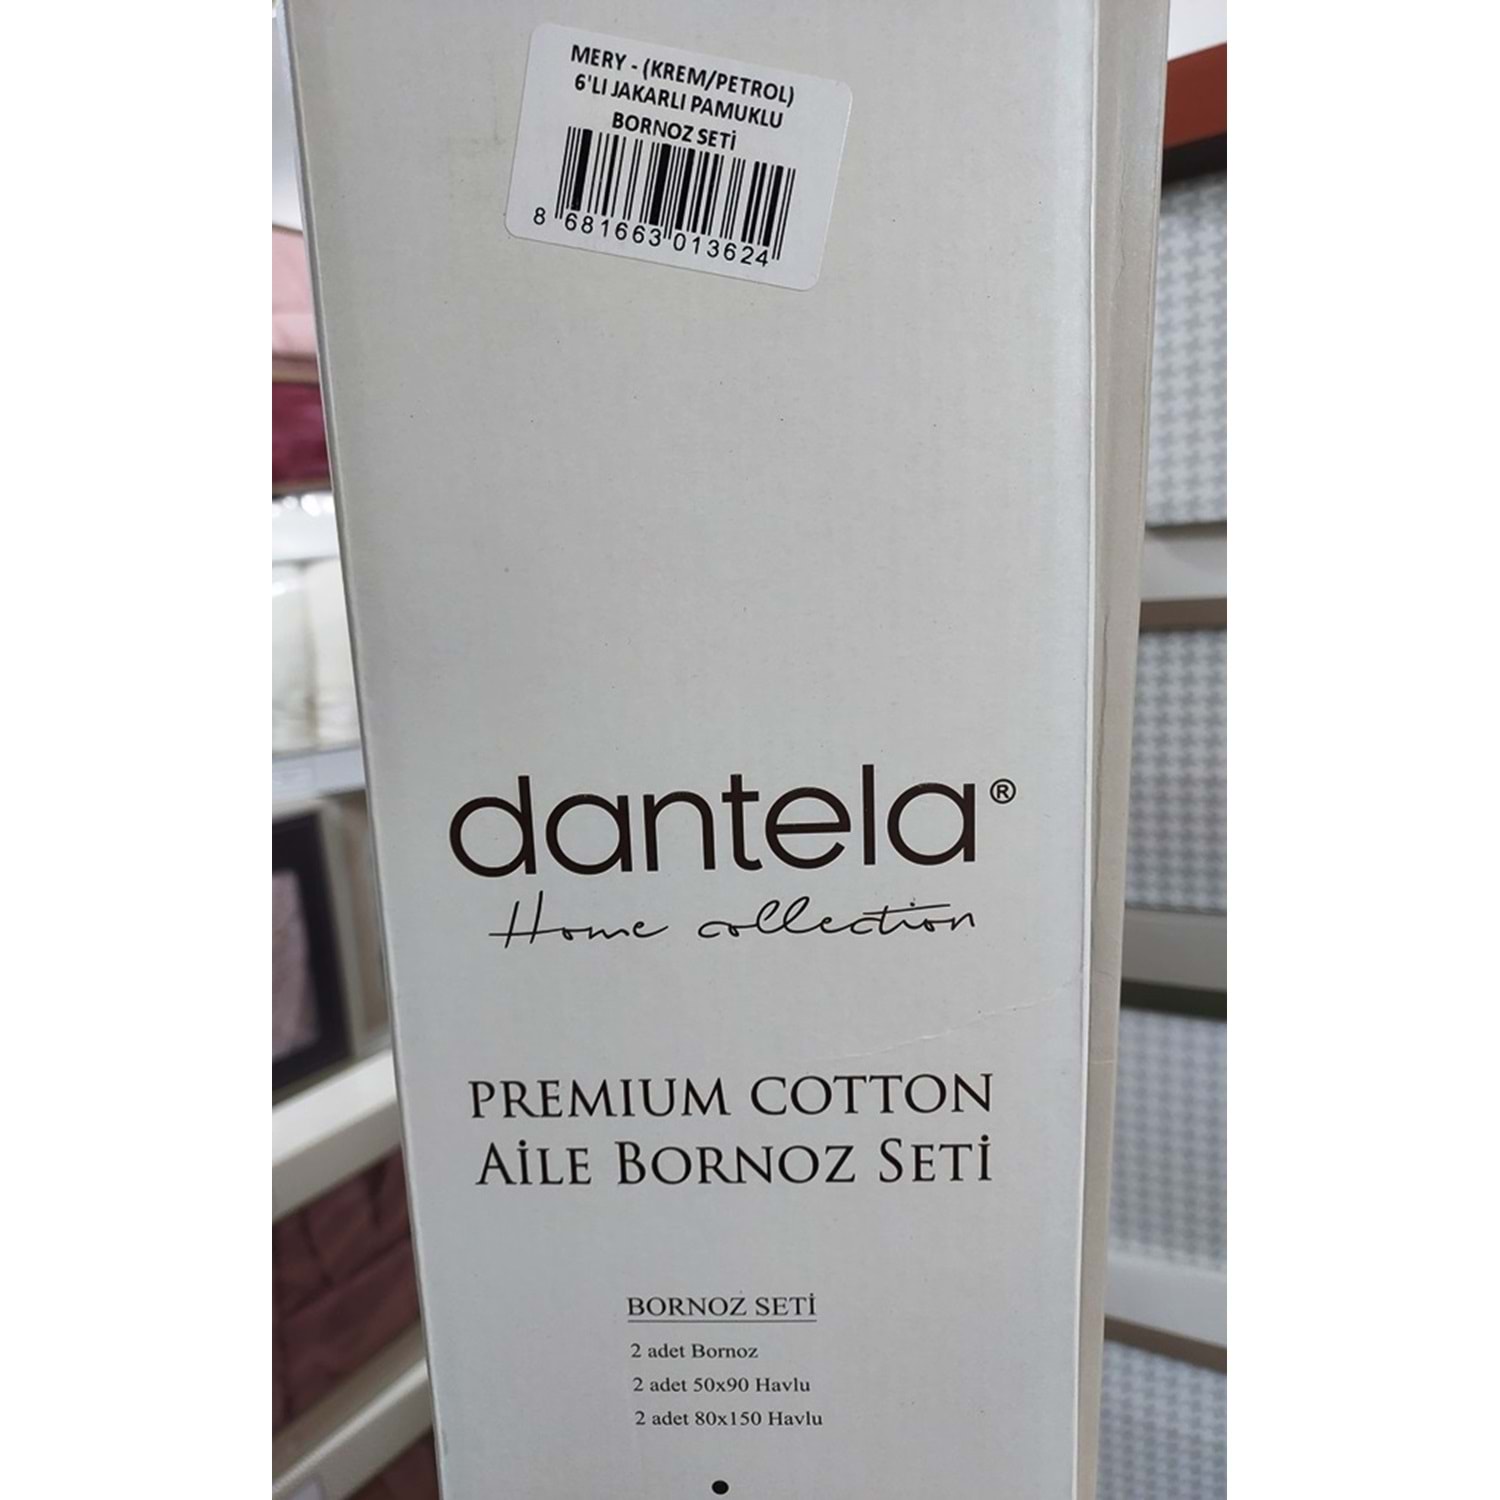 MERY - (KREM/PETROL)
6'LI JAKARLI PAMUKLU
BORNOZ SETİ
8 681663 013624
dantela®
Home collection
PREMIUM COTTON
AİLE BORNOZ SETİ
BORNOZ SETİ
2 adet Bornoz
2 adet 50x90 Havlu
2 adet 80x150 Havlu